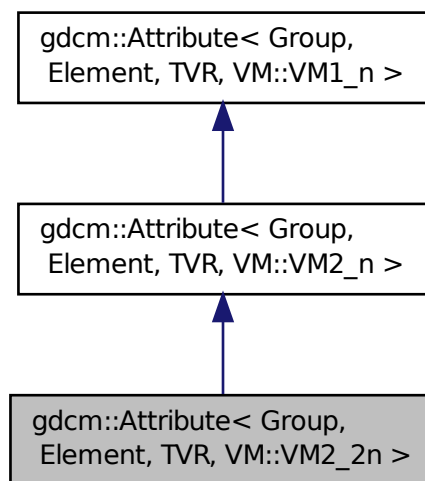 gdcm::Attribute< Group,
Element, TVR, VM::VM1_n >
gdcm::Attribute< Group,
Element, TVR, VM::VM2_n >
gdcm::Attribute< Group,
Element, TVR, VM::VM2_2n >